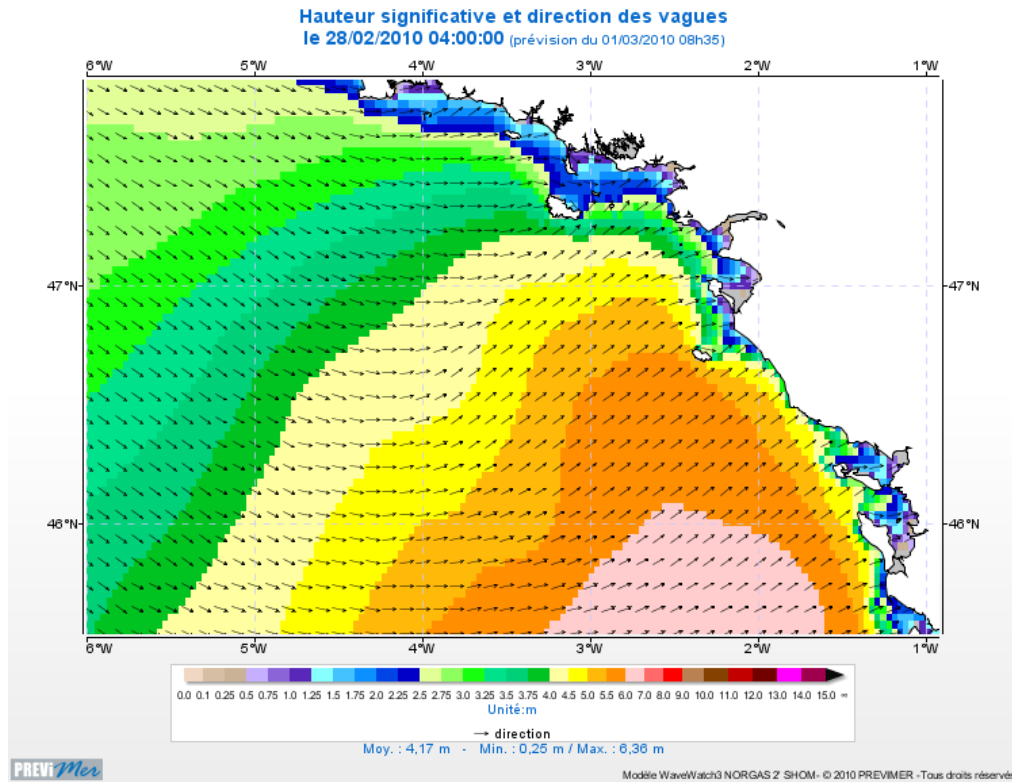 Hauteur significative et direction des vagues
le 28/02/2010 04:00:00 (prévision du 01/03/2010 08h35)
6°W 5°W 4°W 3°W 2°W 1°W
47°N 47°N
46°N 46°N
6°W 5°W 4°W 3°W 2°W 1°W
0.0 0.1 0.25 0.5 0.75 1.0 1.25 1.5 1.75 2.0 2.25 2.5 2.75 3.0 3.25 3.5 3.75 4.0 4.5 5.0 5.5 6.0 7.0 8.0 9.0 10.0 11.0 12.0 13.0 14.0 15.0 ∞
Unité:m
direction
Moy. : 4,17 m - Min. : 0,25 m / Max. : 6,36 m
PREViMer
Modèle WaveWatch3 NORGAS 2' SHOM- © 2010 PREVIMER -Tous droits réservé